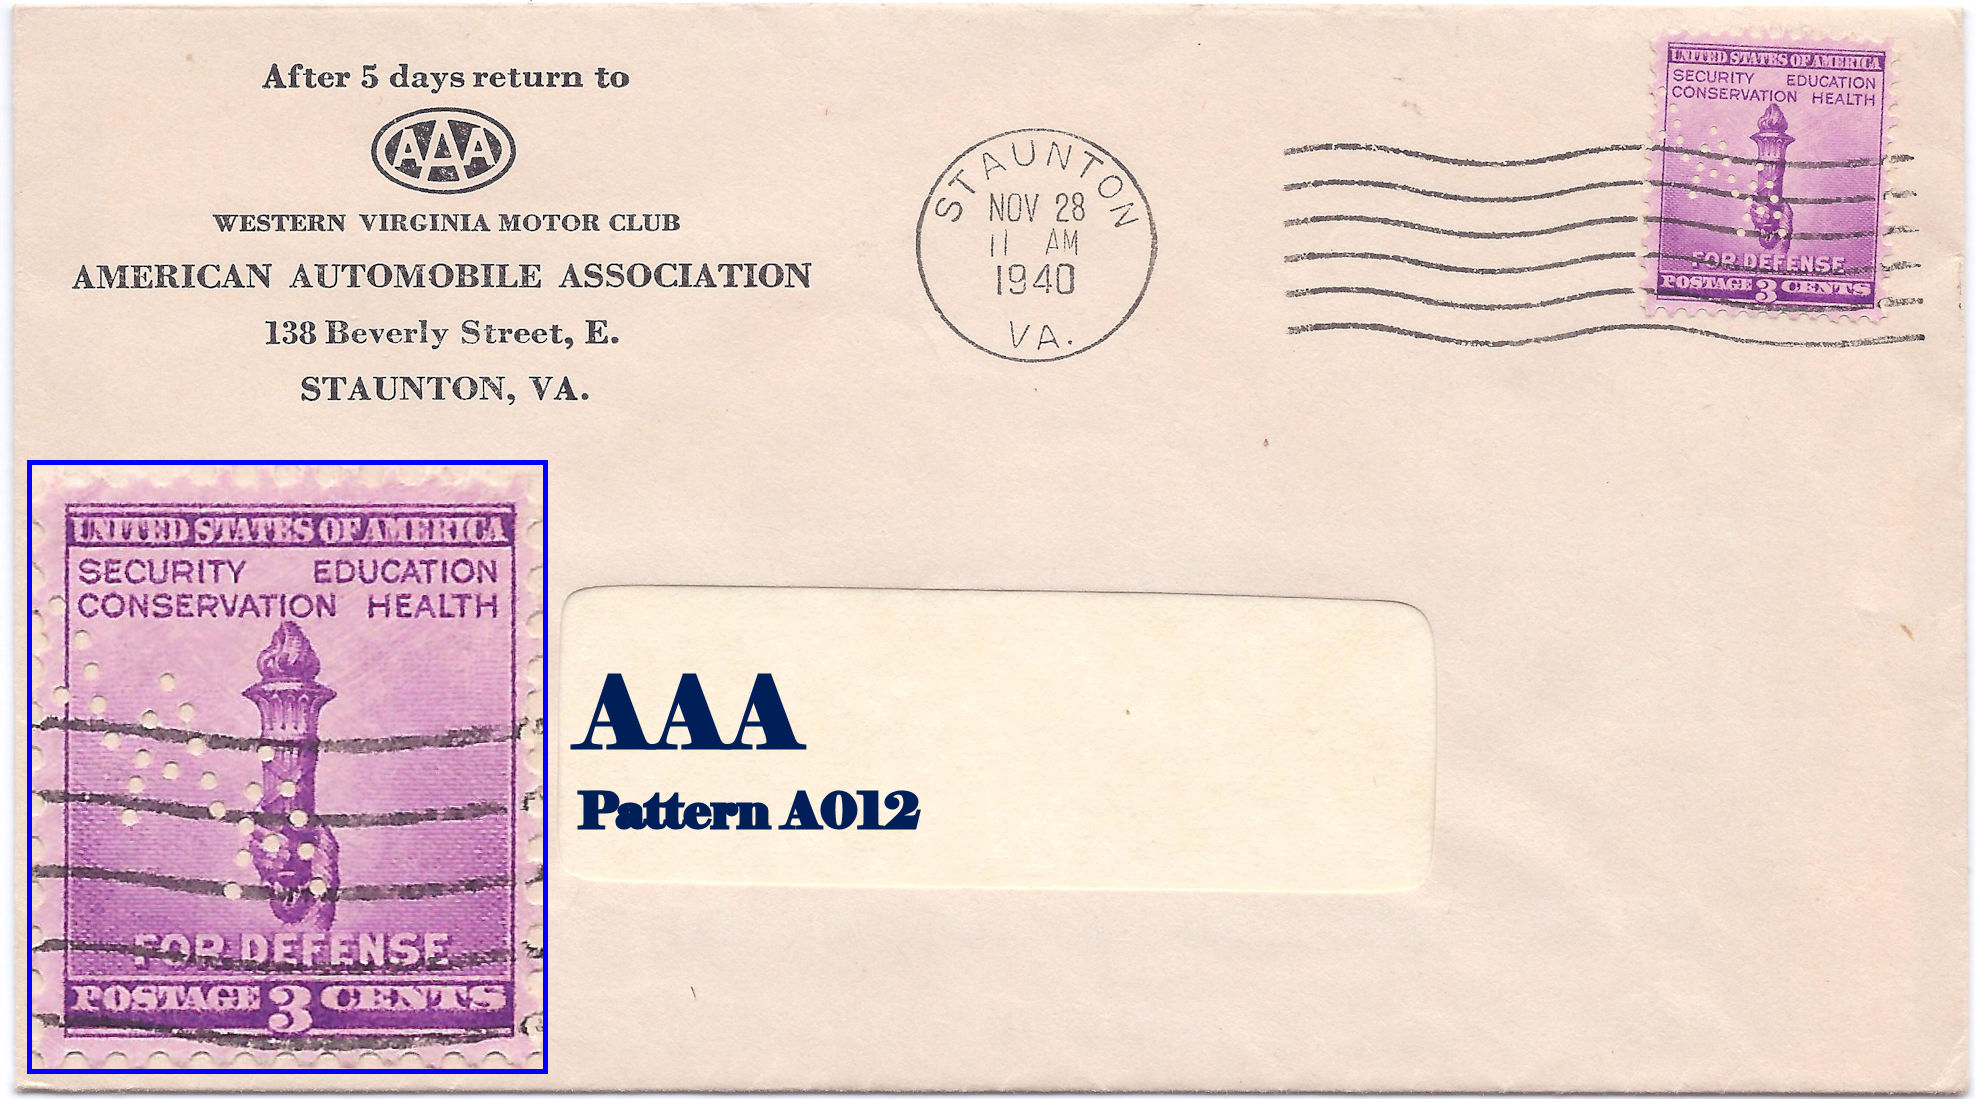 After 5 days return to
AAA
WESTERN VIRGINIA MOTOR CLUB
AMERICAN AUTOMOBILE ASSOCIATION
138 Beverly Street, E.
STAUNTON, VA.
STAUNTON
NOV 28
11 AM
1940
VA.
UNITED STATES OF AMERICA
SECURITY EDUCATION
CONSERVATION HEALTH
FOR DEFENSE
POSTAGE 3 CENTS
UNITED STATES OF AMERICA
SECURITY EDUCATION
CONSERVATION HEALTH
FOR DEFENSE
POSTAGE 3 CENTS
AAA
Pattern A012